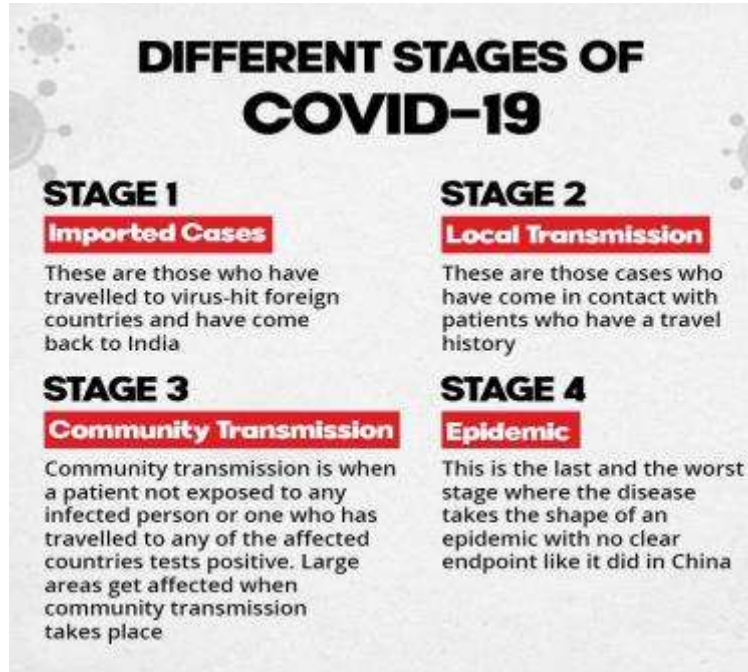 DIFFERENT STAGES OF
COVID-19
STAGE 1
Imported Cases
These are those who have
travelled to virus-hit foreign
countries and have come
back to India
STAGE 2
Local Transmission
These are those cases who
have come in contact with
patients who have a travel
history
STAGE 3
Community Transmission
Community transmission is when
a patient not exposed to any
infected person or one who has
travelled to any of the affected
countries tests positive. Large
areas get affected when
community transmission
takes place
STAGE 4
Epidemic
This is the last and the worst
stage where the disease
takes the shape of an
epidemic with no clear
endpoint like it did in China